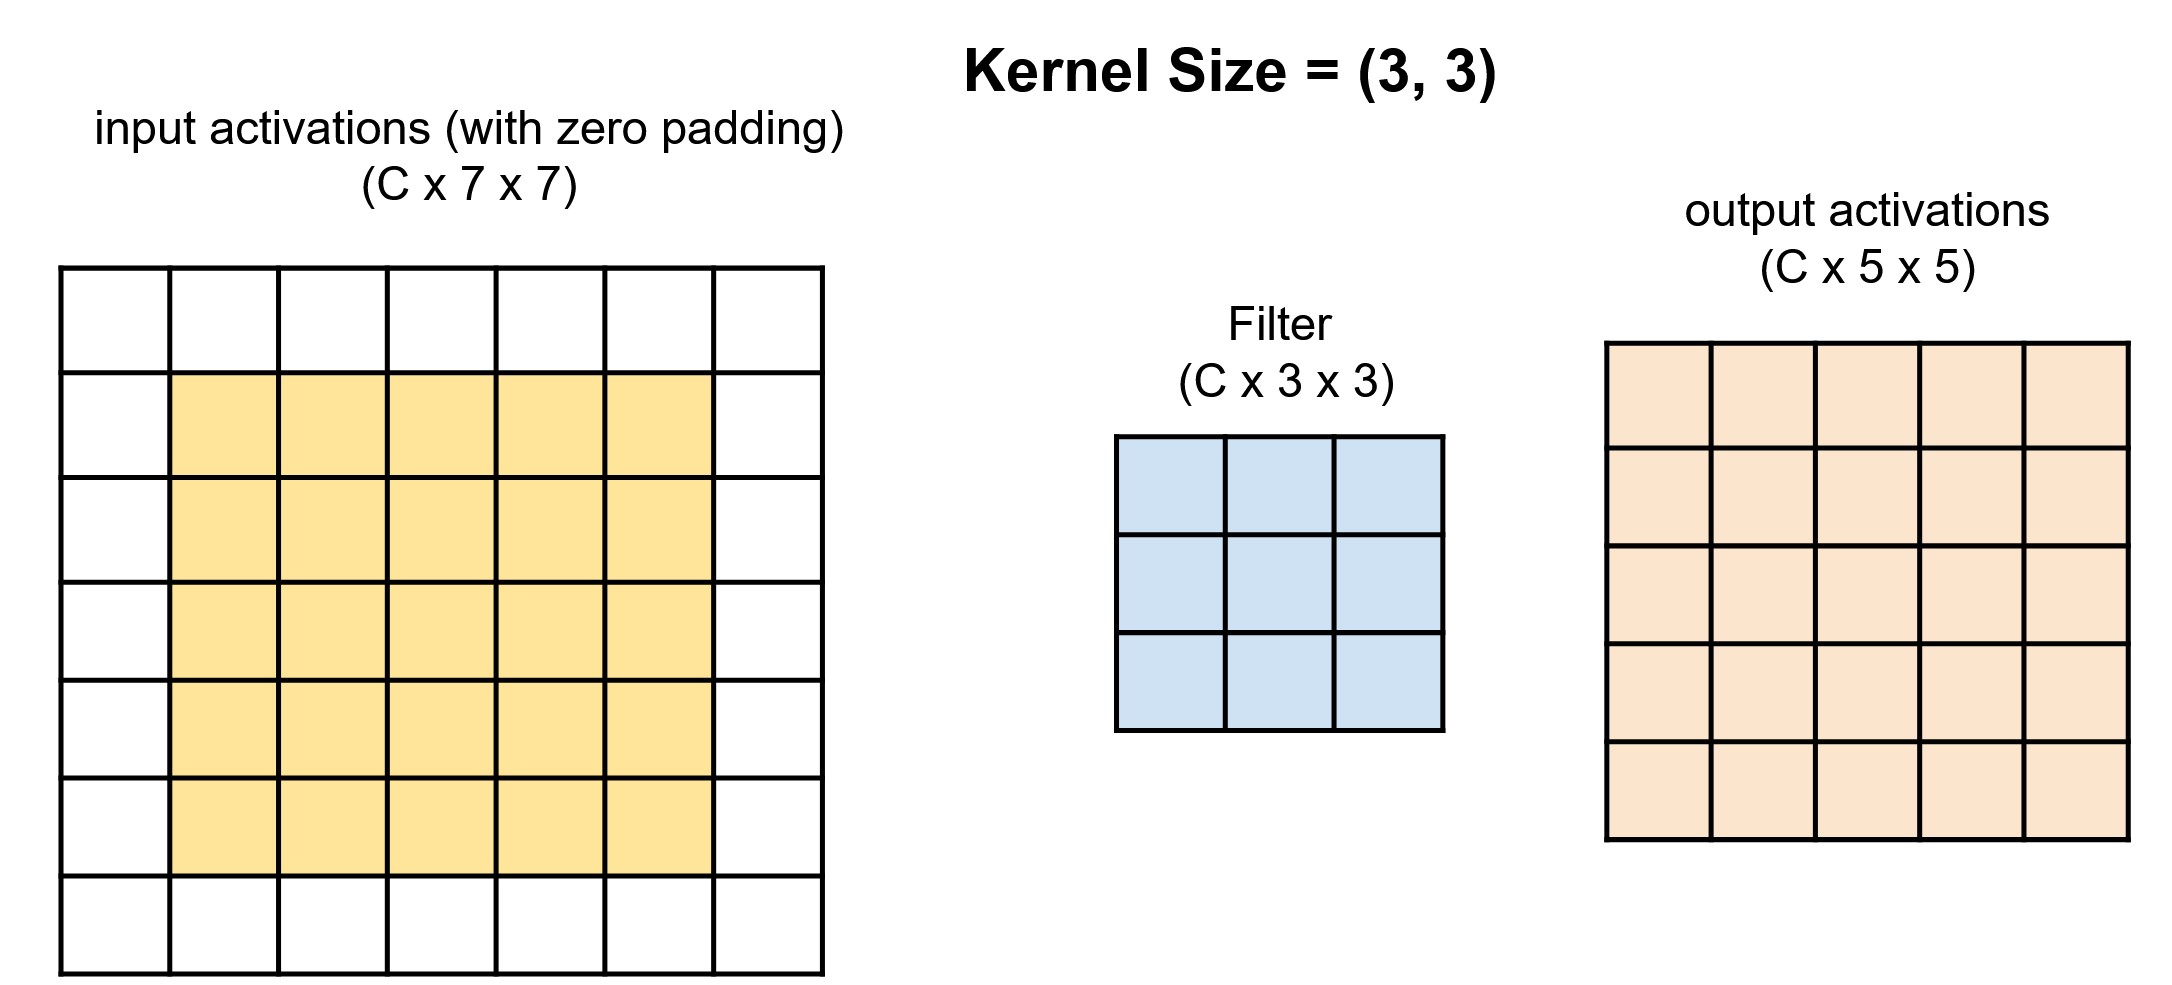 Kernel Size = (3, 3)
input activations (with zero padding)
(C x 7 x 7)
Filter
(C x 3 x 3)
output activations
(C x 5 x 5)